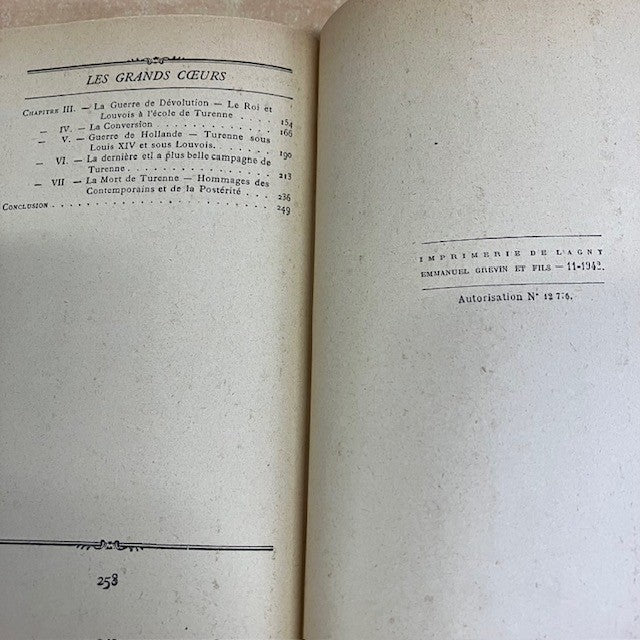 LES GRANDS CŒURS
CHAPITRE III. — La Guerre de Dévolution — Le Roi et
Louvois à l'école de Turenne . . . . 154
— IV. — La Conversion . . . . . . . . . . . 166
— V. — Guerre de Hollande — Turenne sous
Louis XIV et sous Louvois. . . . . . 190
— VI. — La dernière etl a plus belle campagne de
Turenne. . . . . . . . . . . . . 213
— VII — La Mort de Turenne — Hommages des
Contemporains et de la Postérité . . . 236
CONCLUSION . . . . . . . . . . . . . . . . 249
258
IMPRIMERIE DE LAGNY
EMMANUEL GREVIN ET FILS — 11-1942.
Autorisation N° 12 776.